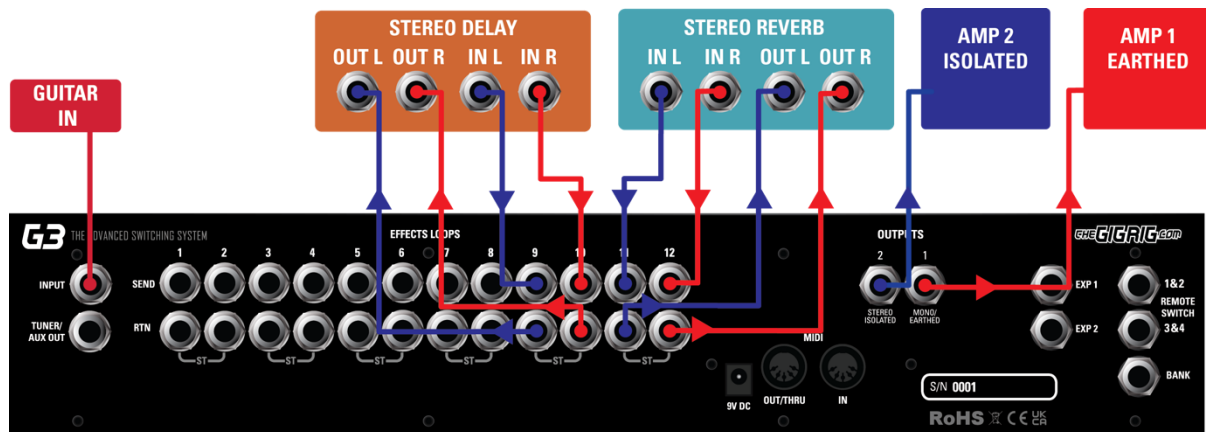 STEREO DELAY
OUT L OUT R IN L IN R
STEREO REVERB
IN L IN R OUT L OUT R
AMP 2
ISOLATED
AMP 1
EARTHED
GUITAR
IN
G3 THE ADVANCED SWITCHING SYSTEM
EFFECTS LOOPS
OUTPUTS
THEGIGRIG.COM
1 2 3 4 5 6 7 8 9 10 11 12
2 1
INPUT
SEND
EXP 1
1&2
REMOTE
SWITCH
STEREO
ISOLATED
MONO/
EARTHED
TUNER/
AUX OUT
RTN
MIDI
EXP 2
3&4
ST ST ST ST ST ST
BANK
9V DC
OUT/THRU
IN
S/N 0001
RoHS CE UK
CA